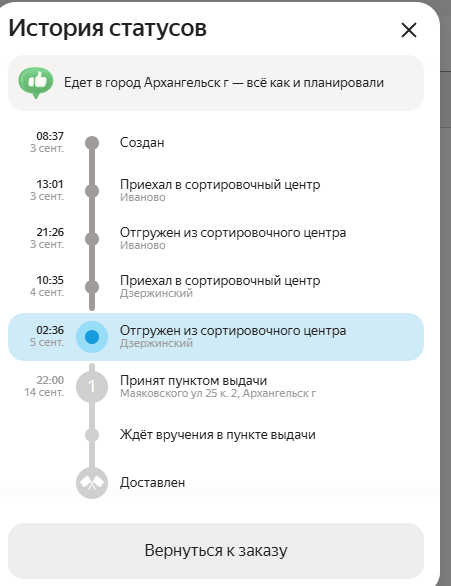 История статусов
Едет в город Архангельск г — всё как и планировали
08:37
3 сент.
Создан
13:01
3 сент.
Приехал в сортировочный центр
Иваново
21:26
3 сент.
Отгружен из сортировочного центра
Иваново
10:35
4 сент.
Приехал в сортировочный центр
Дзержинский
02:36
5 сент.
Отгружен из сортировочного центра
Дзержинский
22:00
14 сент.
1
Принят пунктом выдачи
Маяковского ул 25 к. 2, Архангельск г
Ждёт вручения в пункте выдачи
Доставлен
Вернуться к заказу